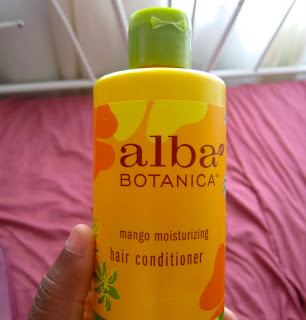 alba
BOTANICA®
mango moisturizing
hair conditioner